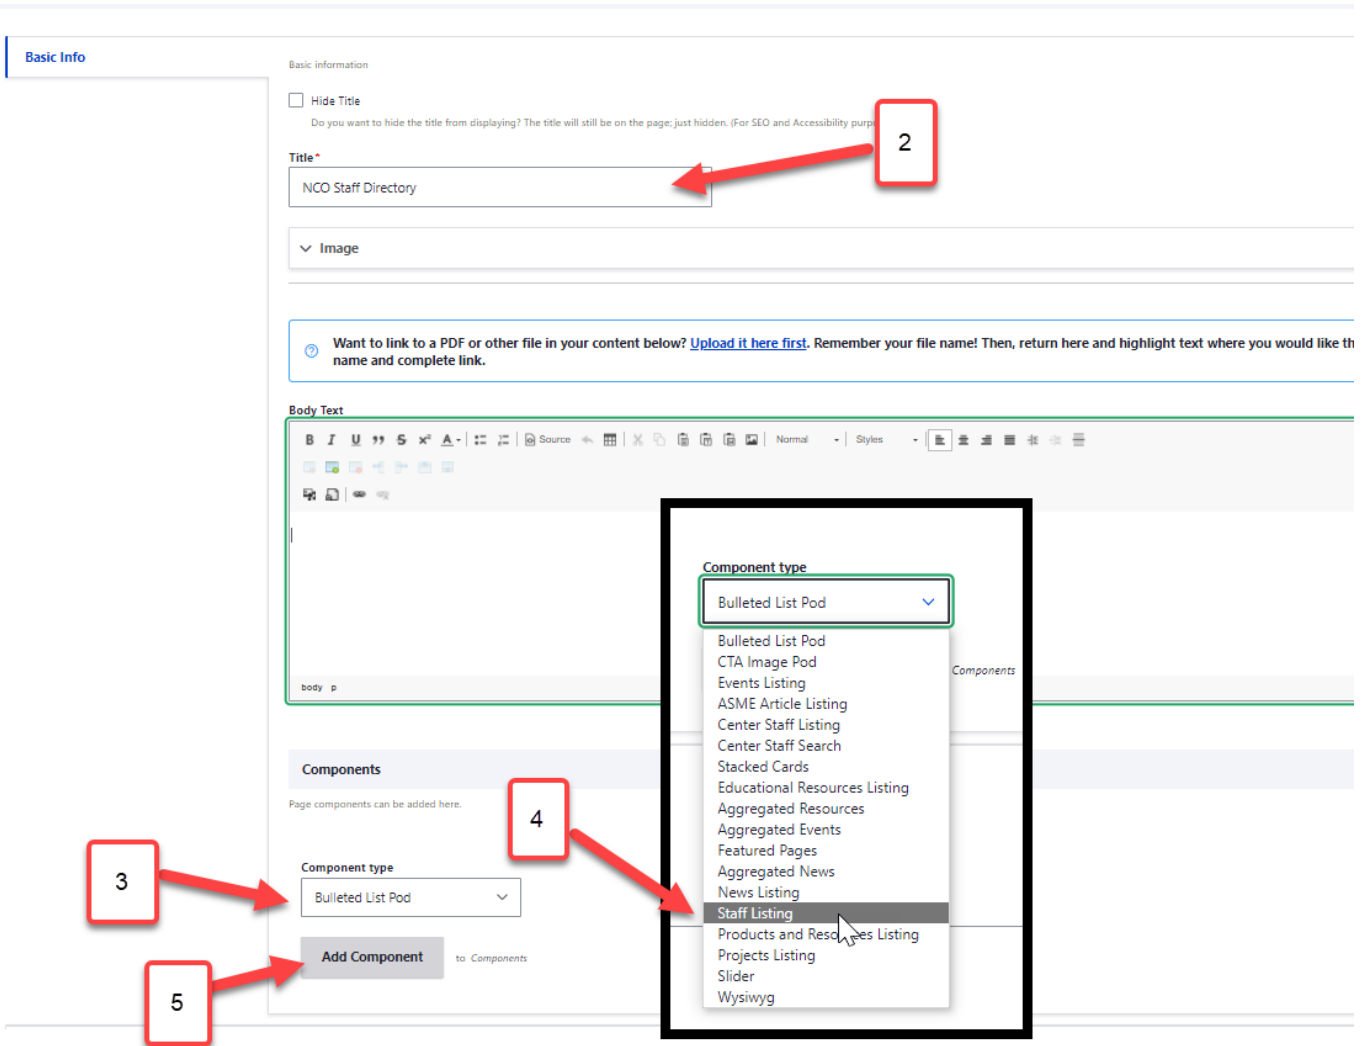 Basic Info
Basic information
Hide Title
Do you want to hide the title from displaying? The title will still be on the page; just hidden. (For SEO and Accessibility
2
Title*
NCO Staff Directory
Image
Want to link to a PDF or other file in your content below? Upload it here first. Remember your file name! Then, return here and highlight text where you would like
name and complete link.
Body Text
B I U S x² A Source Normal Styles
body p
Component type
Bulleted List Pod
Bulleted List Pod
CTA Image Pod
Events Listing
Components
ASME Article Listing
Center Staff Listing
Center Staff Search
Stacked Cards
Educational Resources Listing
Aggregated Resources
Aggregated Events
Featured Pages
Aggregated News
News Listing
Staff Listing
Products and Resources Listing
Projects Listing
Slider
Wysiwyg
Components
Page components can be added here.
4
3
Component type
Bulleted List Pod
Add Component to Components
5